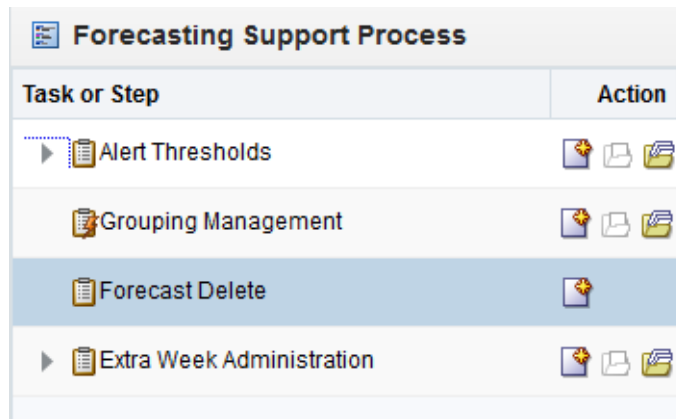 Forecasting Support Process
Task or Step Action
Alert Thresholds
Grouping Management
Forecast Delete
Extra Week Administration